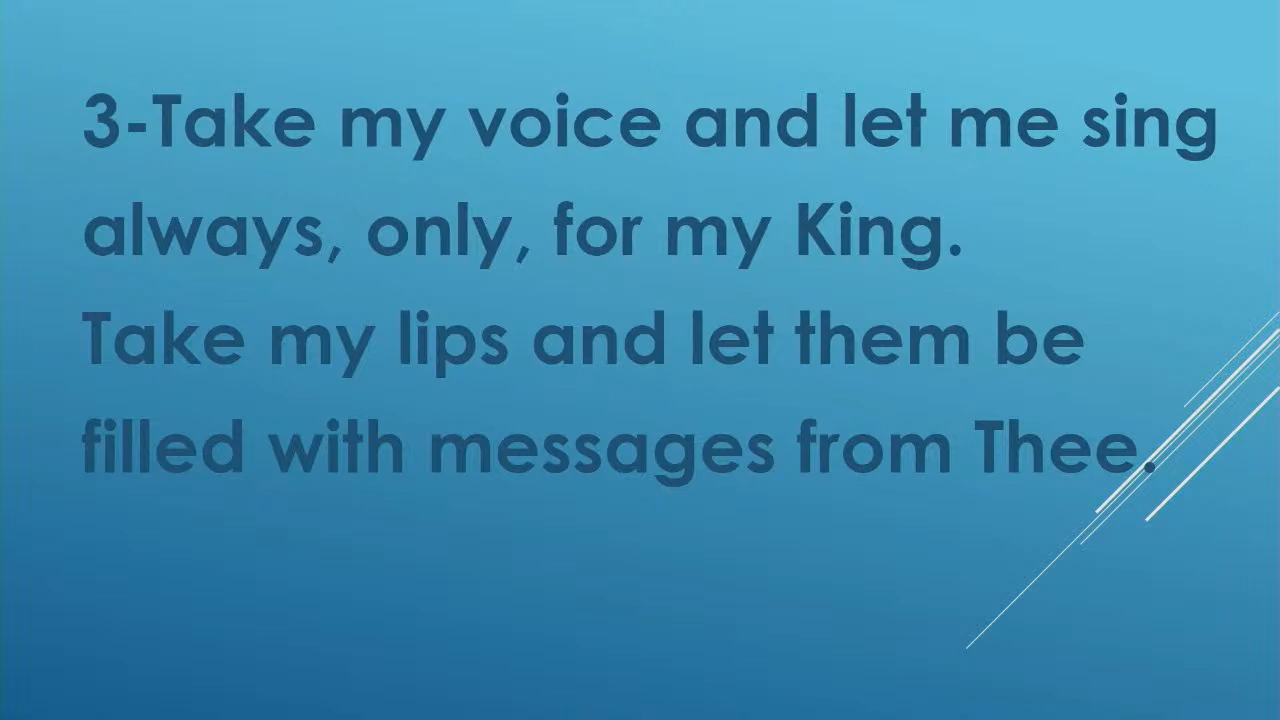 3-Take my voice and let me sing
always, only, for my King.
Take my lips and let them be
filled with messages from Thee.